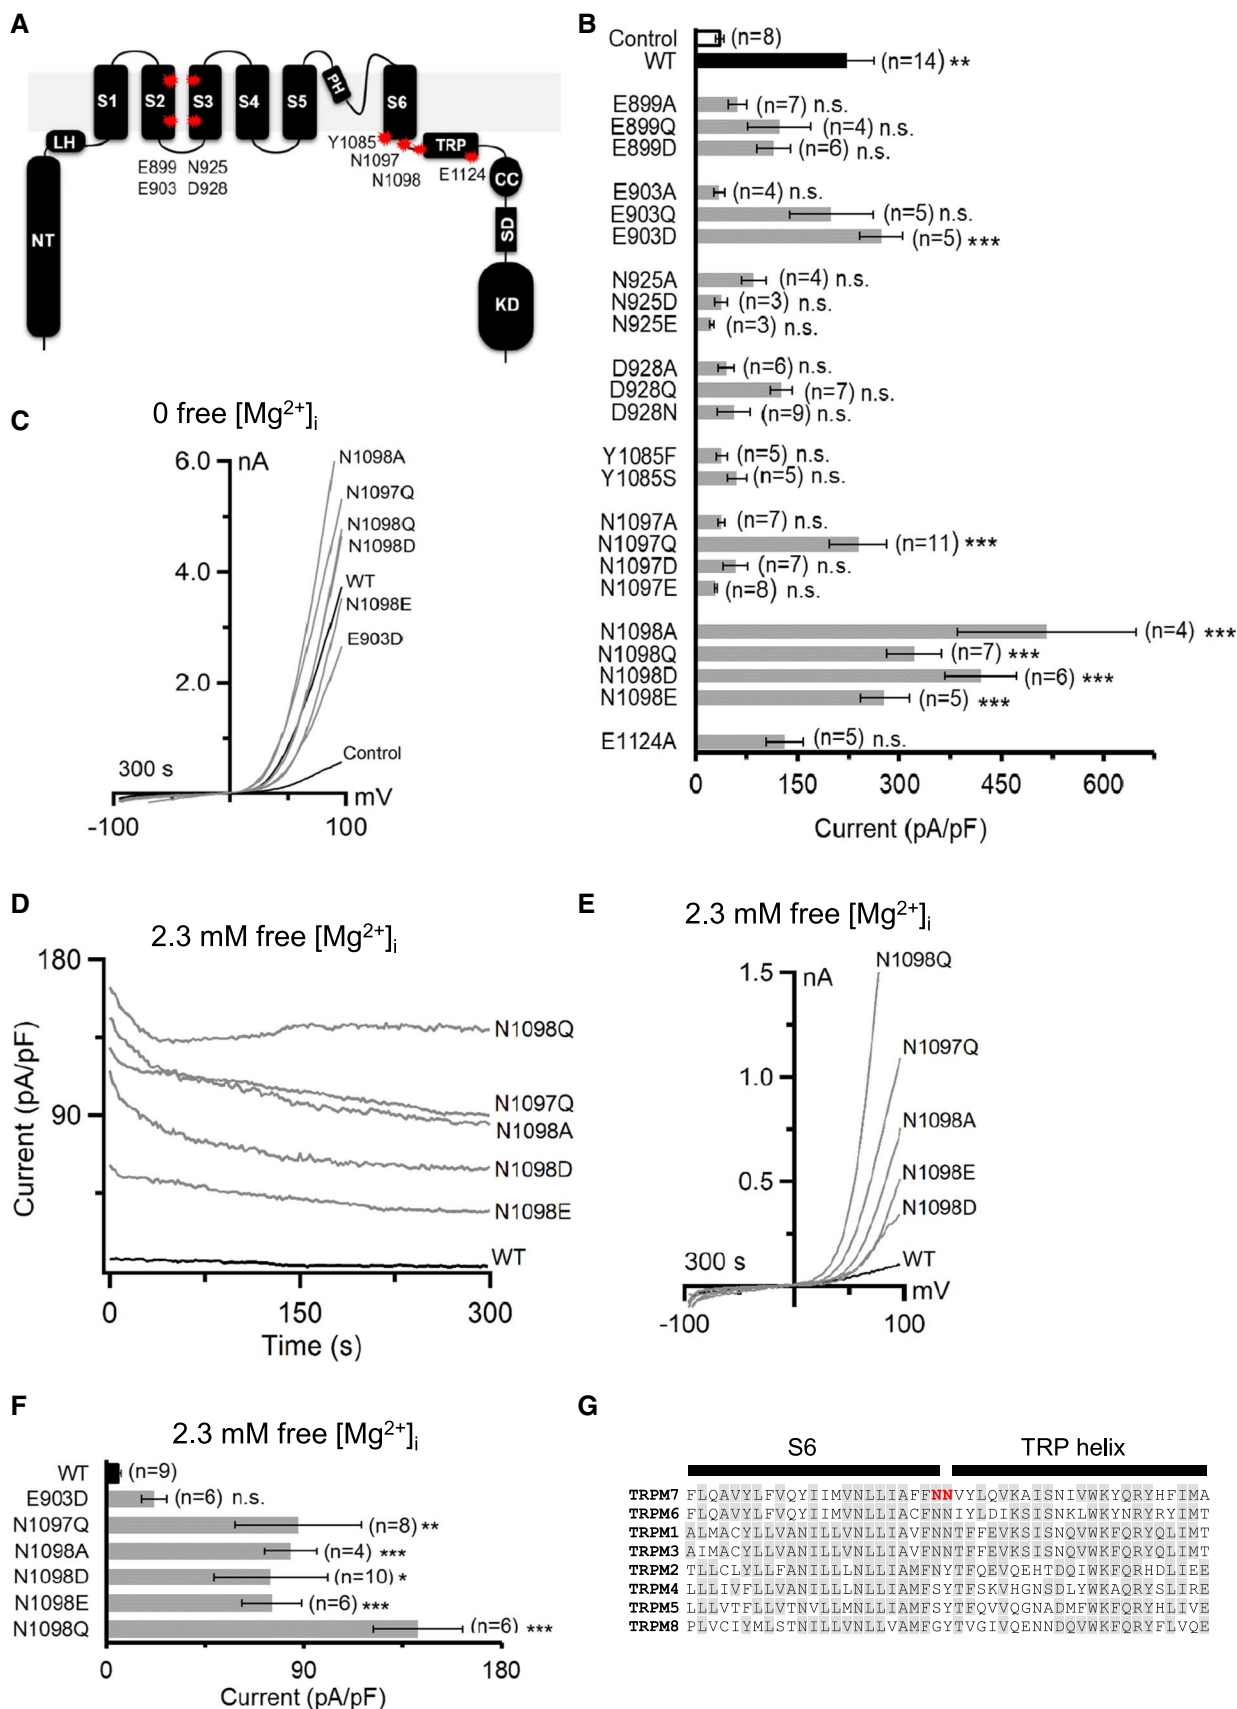 A
S1
S2
S3
S4
S5
PH
S6
LH
NT
E899 N925
E903 D928
Y1085
N1097
N1098
TRP
E1124
CC
SD
KD
B
Control (n=8)
WT (n=14) **
E899A (n=7) n.s.
E899Q (n=4) n.s.
E899D (n=6) n.s.
E903A (n=4) n.s.
E903Q (n=5) n.s.
E903D (n=5) ***
N925A (n=4) n.s.
N925D (n=3) n.s.
N925E (n=3) n.s.
D928A (n=6) n.s.
D928Q (n=7) n.s.
D928N (n=9) n.s.
Y1085F (n=5) n.s.
Y1085S (n=5) n.s.
N1097A (n=7) n.s.
N1097Q (n=11) ***
N1097D (n=7) n.s.
N1097E (n=8) n.s.
N1098A (n=4) ***
N1098Q (n=7) ***
N1098D (n=6) ***
N1098E (n=5) ***
E1124A (n=5) n.s.
0 150 300 450 600
Current (pA/pF)
C
0 free [Mg2+]i
6.0 nA
4.0
2.0
N1098A
N1097Q
N1098Q
N1098D
WT
N1098E
E903D
Control
300 s
mV
-100 100
D
2.3 mM free [Mg2+]i
180
90
Current (pA/pF)
N1098Q
N1097Q
N1098A
N1098D
N1098E
WT
0 150 300
Time (s)
E
2.3 mM free [Mg2+]i
1.5 nA
1.0
0.5
N1098Q
N1097Q
N1098A
N1098E
N1098D
WT
300 s
mV
-100 100
F
2.3 mM free [Mg2+]i
WT (n=9)
E903D (n=6) n.s.
N1097Q (n=8) **
N1098A (n=4) ***
N1098D (n=10) *
N1098E (n=6) ***
N1098Q (n=6) ***
0 90 180
Current (pA/pF)
G
S6 TRP helix
TRPM7 FLQAVYLFVQYIIMVNLLIAFFNNVYLQVKAISNIVWKYQRYHFIMA
TRPM6 FLQAVYLFVQYIIMVNLLIACFNNIYLDIKSISNKLWKYNRYRYIMT
TRPM1 ALMACYLLVANILLVNLLIAVFNNTFFEVKSISNQVWKFQRYQLIMT
TRPM3 AIMACYLLVANILLVNLLIAVFNNTFFEVKSISNQVWKFQRYQLIMT
TRPM2 TLLCLYLLFANILLLNLLIAMFNYTFQEVQEHTDQIWKFQRHDLIEE
TRPM4 LLLIVFLLVANILLVNLLIAMFSYTFSKVHGNSDLYWKAQRYSLIRE
TRPM5 LLLVTFLLVTNVLLMNLLIAMFSYTFQVVQGNADMFWKFQRYHLIVE
TRPM8 PLVCIYMLSTNILLVNLLVAMFGYTVGIVQENNDQVWKFQRYFLVQE